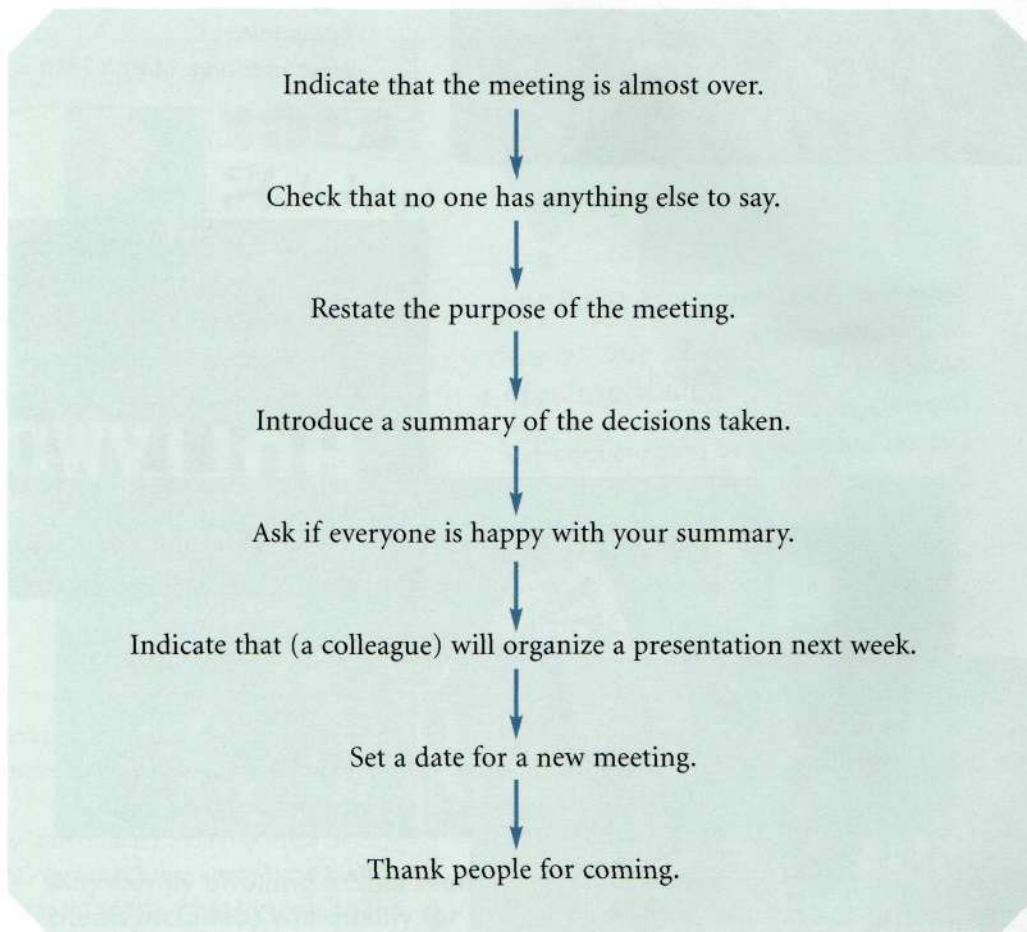 Indicate that the meeting is almost over.
Check that no one has anything else to say.
Restate the purpose of the meeting.
Introduce a summary of the decisions taken.
Ask if everyone is happy with your summary.
Indicate that (a colleague) will organize a presentation next week.
Set a date for a new meeting.
Thank people for coming.